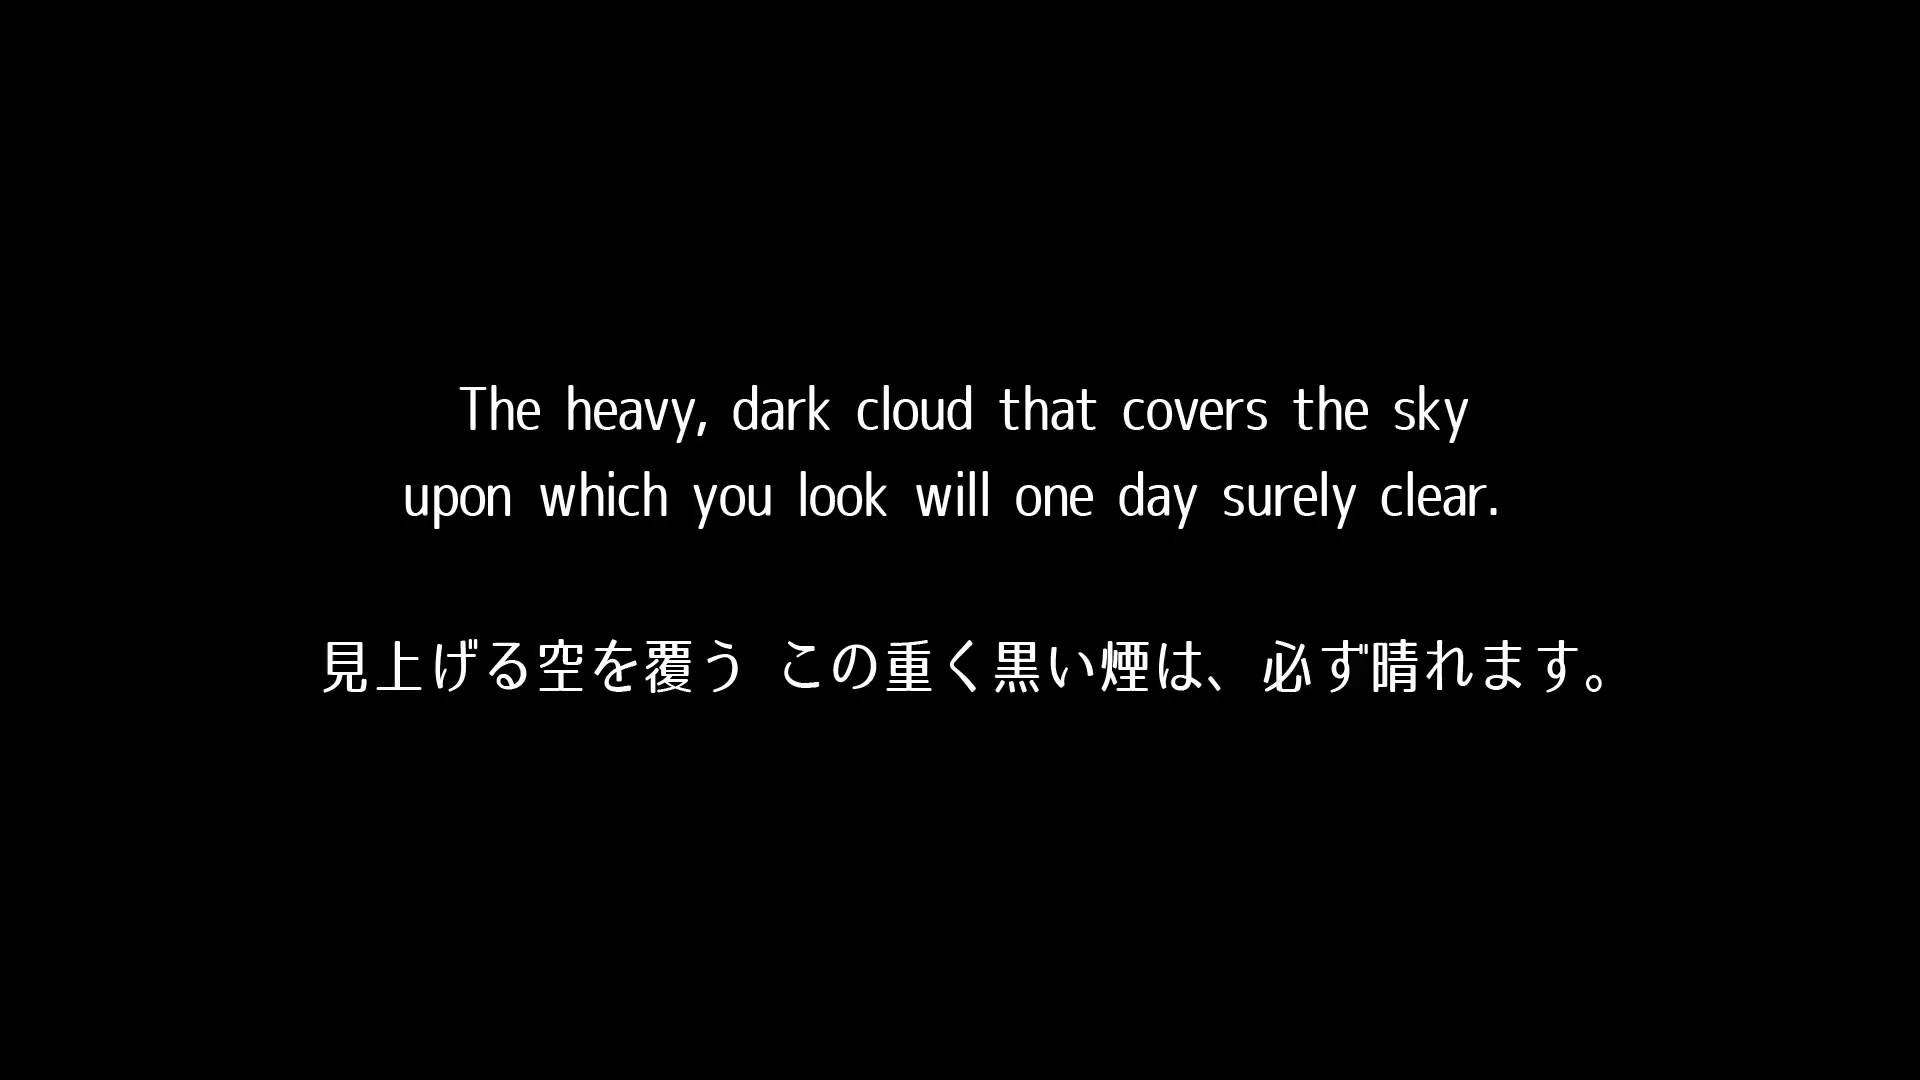 The heavy, dark cloud that covers the sky
upon which you look will one day surely clear.
見上げる空を覆う この重く黒い煙は、必ず晴れます。